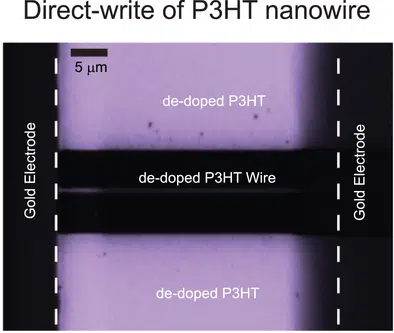 Direct-write of P3HT nanowire
5 μm
de-doped P3HT
Gold Electrode
de-doped P3HT Wire
Gold Electrode
de-doped P3HT